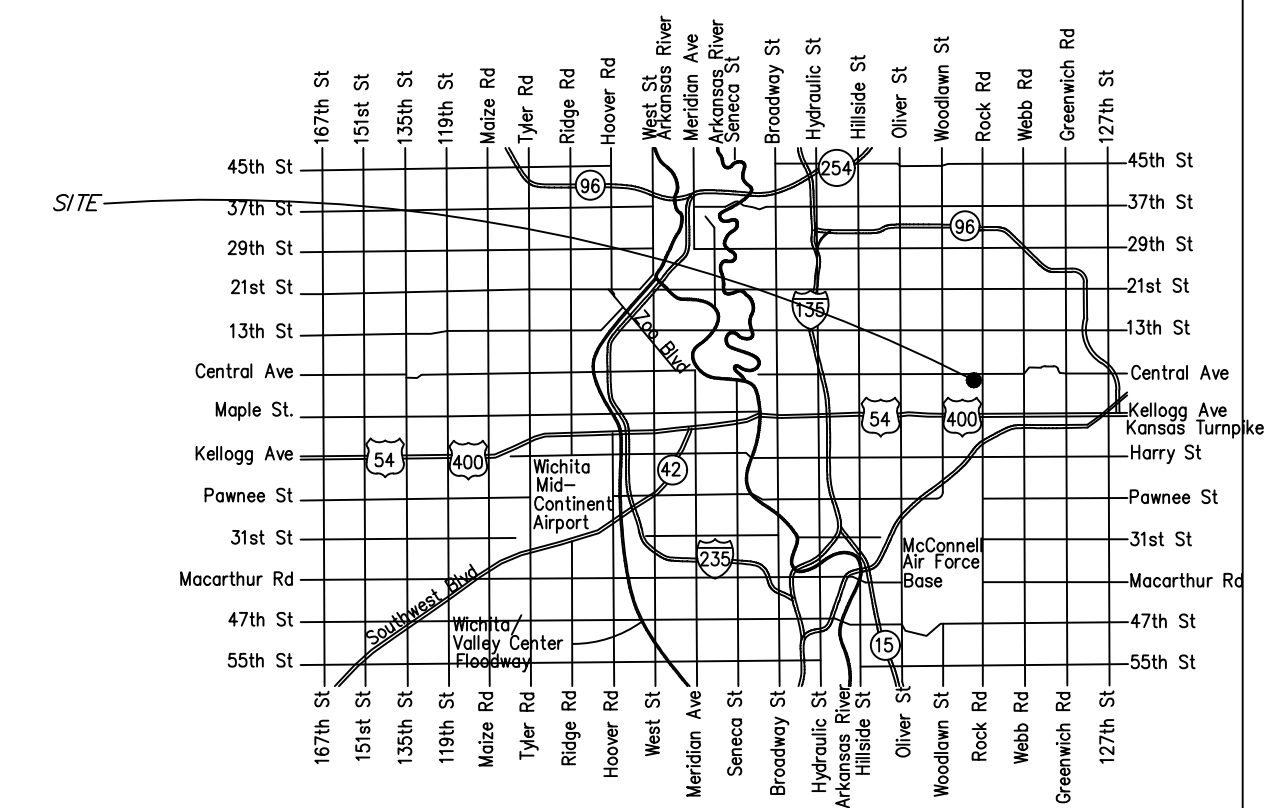 167th St
151st St
135th St
119th St
Maize Rd
Tyler Rd
Ridge Rd
Hoover Rd
West St
Arkansas River
Meridian Ave
Arkansas River
Seneca St
Broadway St
Hydraulic St
Hillside St
Oliver St
Woodlawn St
Rock Rd
Webb Rd
Greenwich Rd
127th St
SITE
45th St
37th St
29th St
21st St
13th St
Central Ave
Maple St.
Kellogg Ave
Pawnee St
31st St
Macarthur Rd
47th St
55th St
96
254
96
135
Zoo Blvd
54
400
54
400
42
Wichita
Mid-
Continent
Airport
235
McConnell
Air Force
Base
Southwest Blvd
Wichita/
Valley Center
Floodway
15
45th St
37th St
29th St
21st St
13th St
Central Ave
Kellogg Ave
Kansas Turnpike
Harry St
Pawnee St
31st St
Macarthur Rd
47th St
55th St
167th St
151st St
135th St
119th St
Maize Rd
Tyler Rd
Ridge Rd
Hoover Rd
West St
Meridian Ave
Seneca St
Broadway St
Hydraulic St
Arkansas River
Hillside St
Oliver St
Woodlawn St
Rock Rd
Webb Rd
Greenwich Rd
127th St